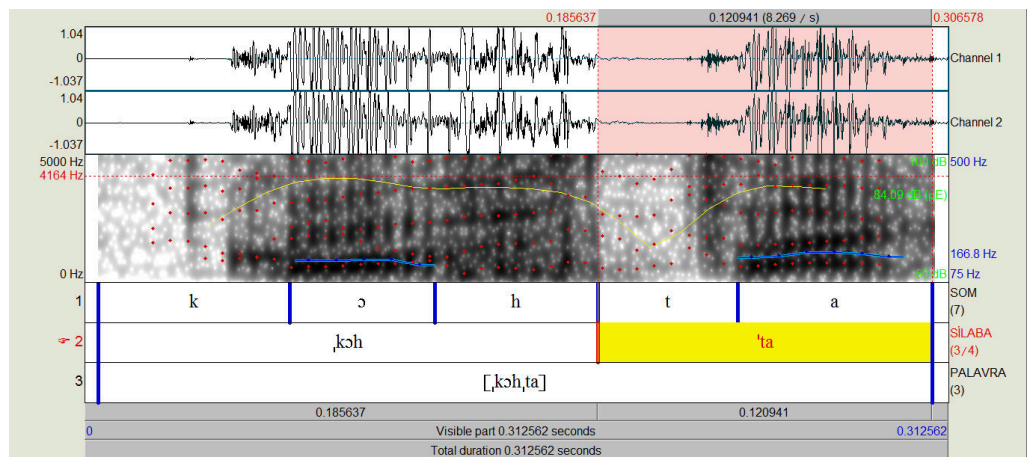 0.185637 0.120941 (8.269 / s) 0.306578
1.04
0 Channel 1
-1.037
1.04
0 Channel 2
-1.037
5000 Hz 500 Hz
4164 Hz
84.09 dB (µE)
166.8 Hz
0 Hz 75 Hz
1 k ɔ h t a SOM (7)
☞ 2 ˌkɔh ˈta SÍLABA (3/4)
3 [ˌkɔhˌta] PALAVRA (3)
0.185637 0.120941
0 Visible part 0.312562 seconds 0.312562
Total duration 0.312562 seconds